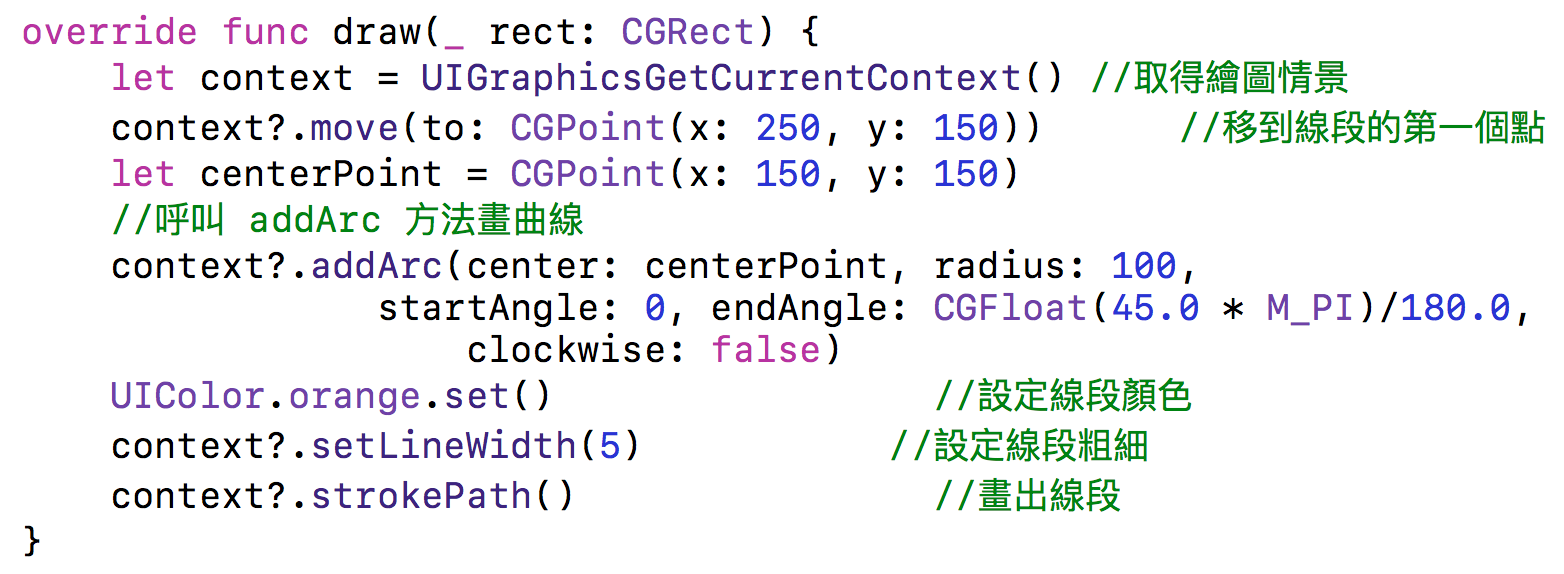 override func draw(_ rect: CGRect) {
    let context = UIGraphicsGetCurrentContext() //取得繪圖情景
    context?.move(to: CGPoint(x: 250, y: 150))      //移到線段的第一個點
    let centerPoint = CGPoint(x: 150, y: 150)
    //呼叫 addArc 方法畫曲線
    context?.addArc(center: centerPoint, radius: 100,
                startAngle: 0, endAngle: CGFloat(45.0 * M_PI)/180.0,
                    clockwise: false)
    UIColor.orange.set()                 //設定線段顏色
    context?.setLineWidth(5)           //設定線段粗細
    context?.strokePath()                //畫出線段
}